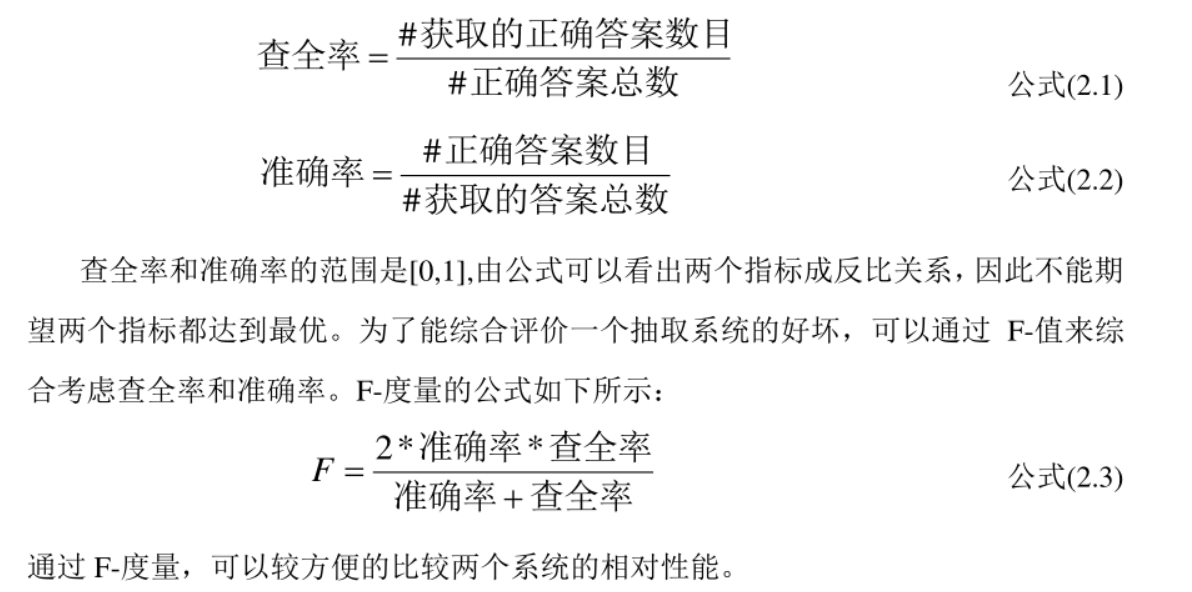 #获取的正确答案数目
查全率=
#正确答案总数
公式(2.1)
#正确答案数目
准确率=
#获取的答案总数
公式(2.2)
查全率和准确率的范围是[0,1],由公式可以看出两个指标成反比关系，因此不能期
望两个指标都达到最优。为了能综合评价一个抽取系统的好坏，可以通过 F-值来综
合考虑查全率和准确率。F-度量的公式如下所示：
2*准确率*查全率
F=
准确率+查全率
公式(2.3)
通过 F-度量，可以较方便的比较两个系统的相对性能。